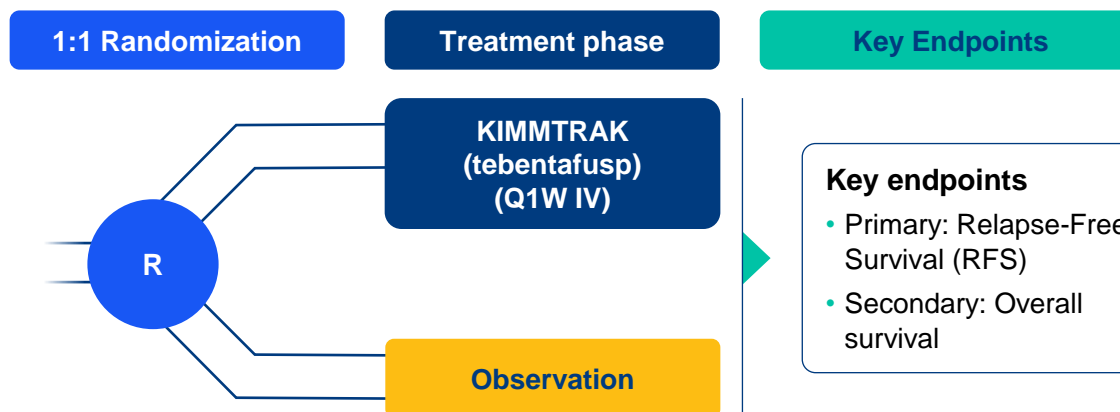 1:1 Randomization
Treatment phase
Key Endpoints
KIMMTRAK
(tebentafusp)
(Q1W IV)
R
Observation
Key endpoints
• Primary: Relapse-Free
Survival (RFS)
• Secondary: Overall
survival